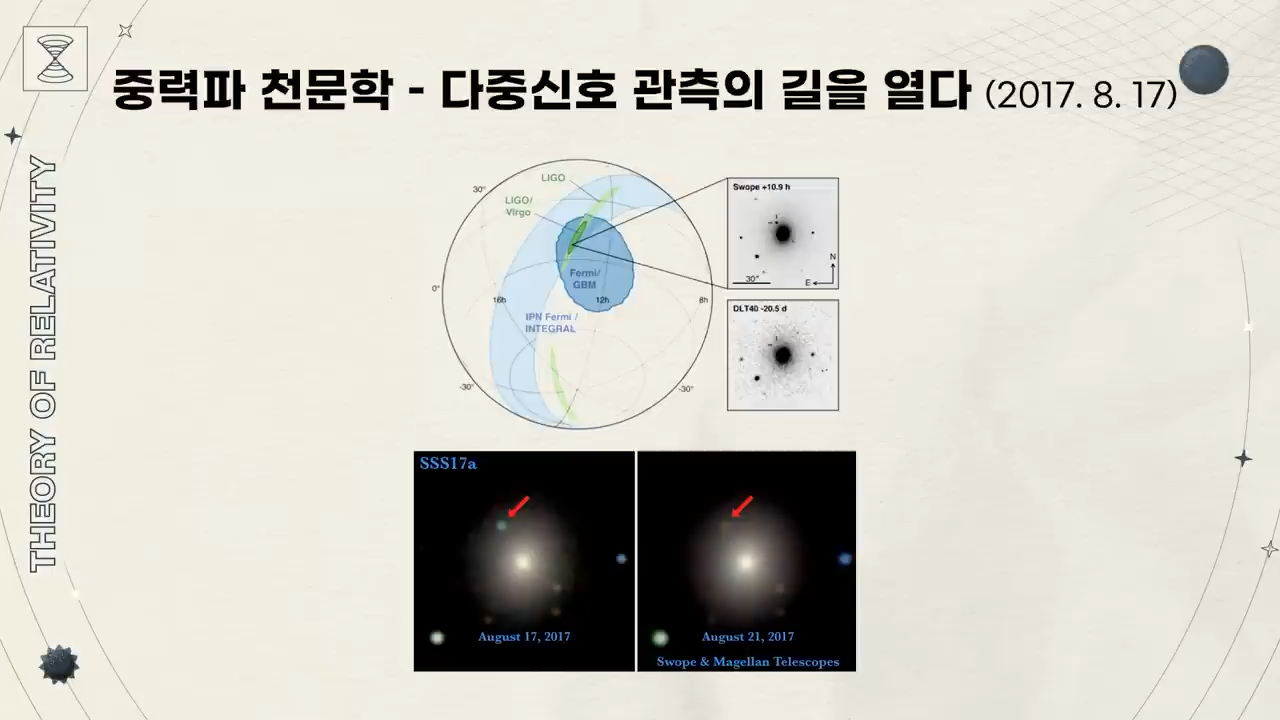 중력파 천문학 - 다중신호 관측의 길을 열다 (2017. 8. 17)
THEORY OF RELATIVITY
LIGO
LIGO/
Virgo
Fermi/
GBM
IPN Fermi /
INTEGRAL
30°
0°
-30°
-30°
16h
12h
8h
Swope +10.9 h
30"
N
E
DLT40 -20.5 d
SSS17a
August 17, 2017
August 21, 2017
Swope & Magellan Telescopes